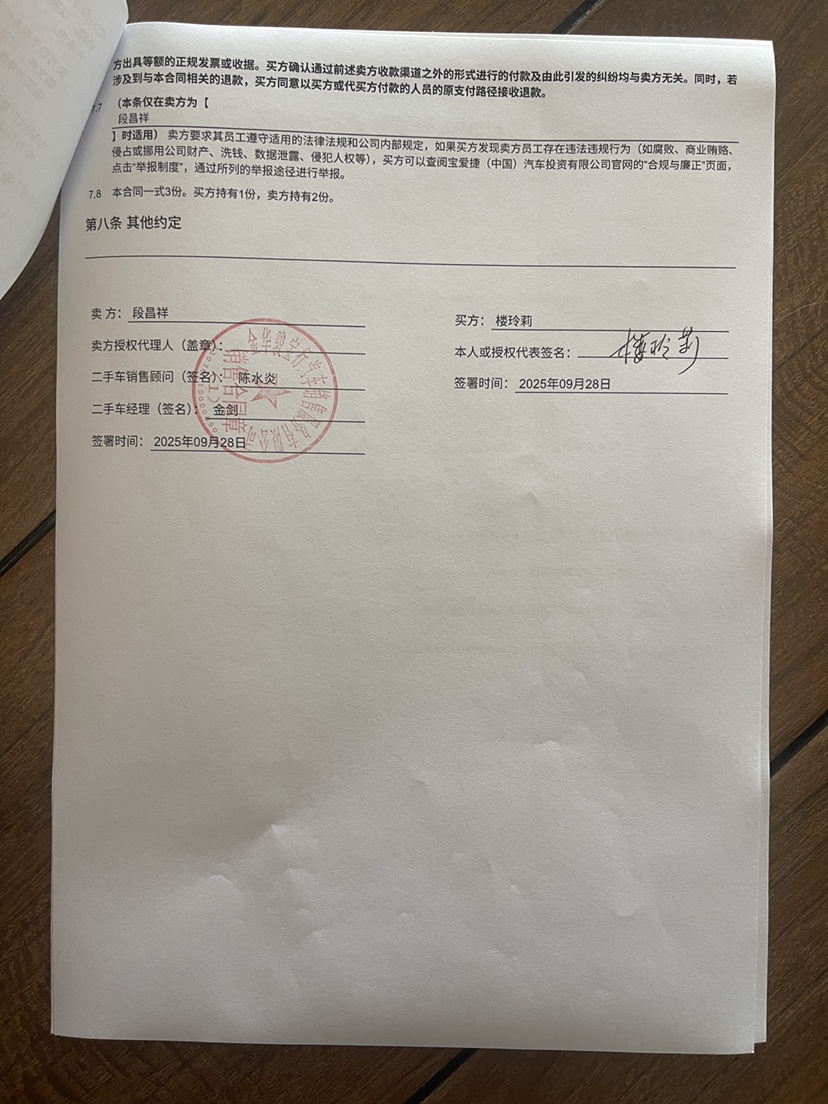 方出具等额的正规发票或收据。买方确认通过前述卖方收款渠道之外的形式进行的付款及由此引发的纠纷均与卖方无关。同时，若
涉及到与本合同相关的退款，买方同意以买方或代买方付款的人员的原支付路径接收退款。
7.7 （本条仅在卖方为【
段昌祥
】时适用）卖方要求其员工遵守适用的法律法规和公司内部规定，如果买方发现卖方员工存在违法违规行为（如腐败、商业贿赂、
侵占或挪用公司财产、洗钱、数据泄露、侵犯人权等），买方可以查阅宝爱捷（中国）汽车投资有限公司官网的“合规与廉正”页面，
点击“举报制度”，通过所列的举报途径进行举报。
7.8 本合同一式3份。买方持有1份，卖方持有2份。
第八条 其他约定
卖方： 段昌祥
卖方授权代理人（盖章）：
二手车销售顾问（签名）： 陈水炎
二手车经理（签名）： 金剑
签署时间： 2025年09月28日
买方： 楼玲莉
本人或授权代表签名： 楼玲莉
签署时间： 2025年09月28日
销售合同章